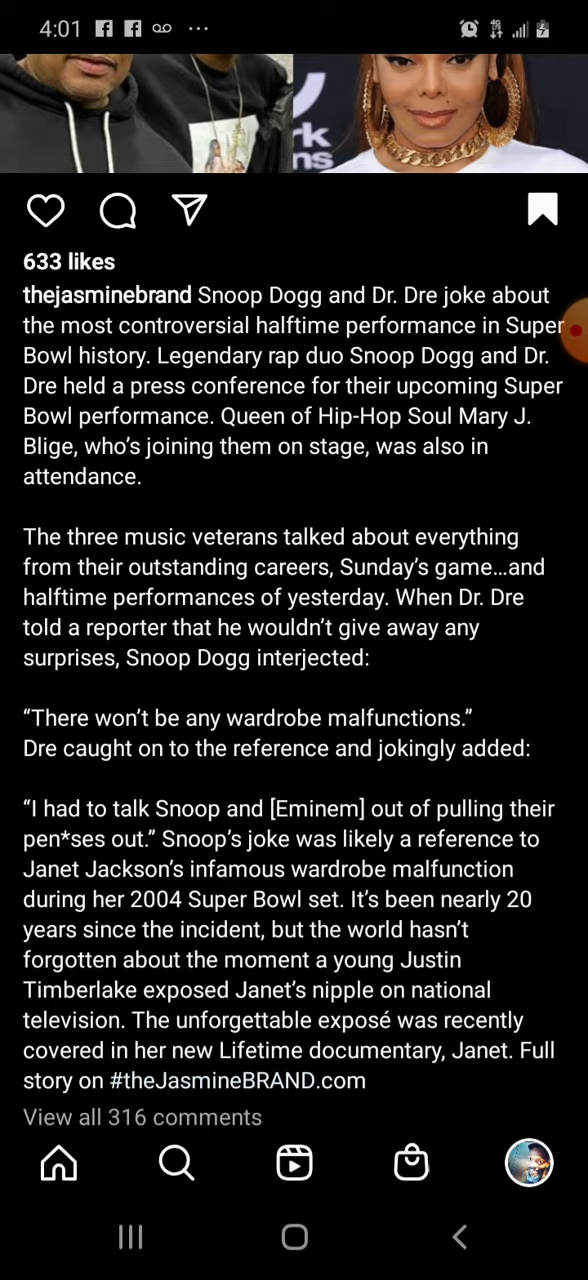 4:01
4G
rk
ns
633 likes
thejasminebrand Snoop Dogg and Dr. Dre joke about
the most controversial halftime performance in Super
Bowl history. Legendary rap duo Snoop Dogg and Dr.
Dre held a press conference for their upcoming Super
Bowl performance. Queen of Hip-Hop Soul Mary J.
Blige, who's joining them on stage, was also in
attendance.
The three music veterans talked about everything
from their outstanding careers, Sunday's game…and
halftime performances of yesterday. When Dr. Dre
told a reporter that he wouldn't give away any
surprises, Snoop Dogg interjected:
“There won't be any wardrobe malfunctions.”
Dre caught on to the reference and jokingly added:
“I had to talk Snoop and [Eminem] out of pulling their
pen*ses out.” Snoop's joke was likely a reference to
Janet Jackson's infamous wardrobe malfunction
during her 2004 Super Bowl set. It's been nearly 20
years since the incident, but the world hasn't
forgotten about the moment a young Justin
Timberlake exposed Janet's nipple on national
television. The unforgettable exposé was recently
covered in her new Lifetime documentary, Janet. Full
story on #theJasmineBRAND.com
View all 316 comments